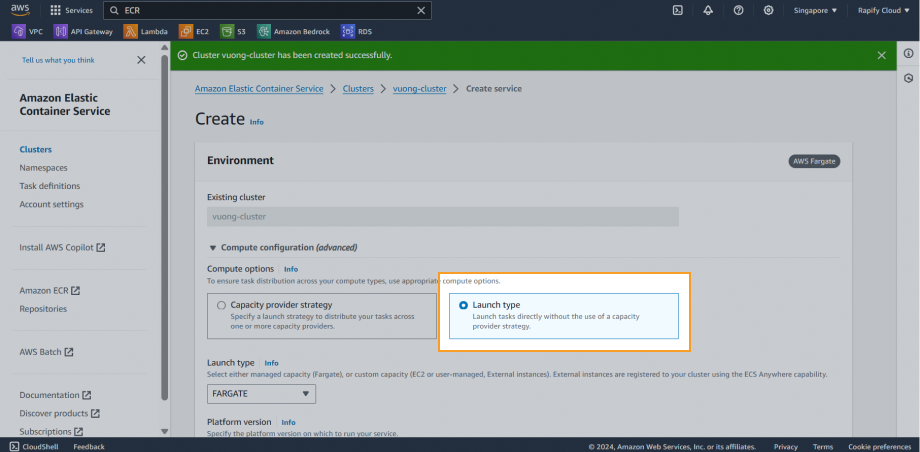 aws
Services
ECR
Singapore
Rapify Cloud
VPC
API Gateway
Lambda
EC2
S3
Amazon Bedrock
RDS
Tell us what you think
Cluster vuong-cluster has been created successfully.
Amazon Elastic
Container Service
Clusters
Namespaces
Task definitions
Account settings
Install AWS Copilot
Amazon ECR
Repositories
AWS Batch
Documentation
Discover products
Subscriptions
Amazon Elastic Container Service > Clusters > vuong-cluster > Create service
Create Info
Environment
AWS Fargate
Existing cluster
vuong-cluster
Compute configuration (advanced)
Compute options Info
To ensure task distribution across your compute types, use appropriate compute options.
Capacity provider strategy
Specify a launch strategy to distribute your tasks across
one or more capacity providers.
Launch type
Launch tasks directly without the use of a capacity
provider strategy.
Launch type Info
Select either managed capacity (Fargate), or custom capacity (EC2 or user-managed, External instances). External instances are registered to your cluster using the ECS Anywhere capability.
FARGATE
Platform version Info
Specify the platform version on which to run your service.
CloudShell
Feedback
© 2024, Amazon Web Services, Inc. or its affiliates.
Privacy
Terms
Cookie preferences